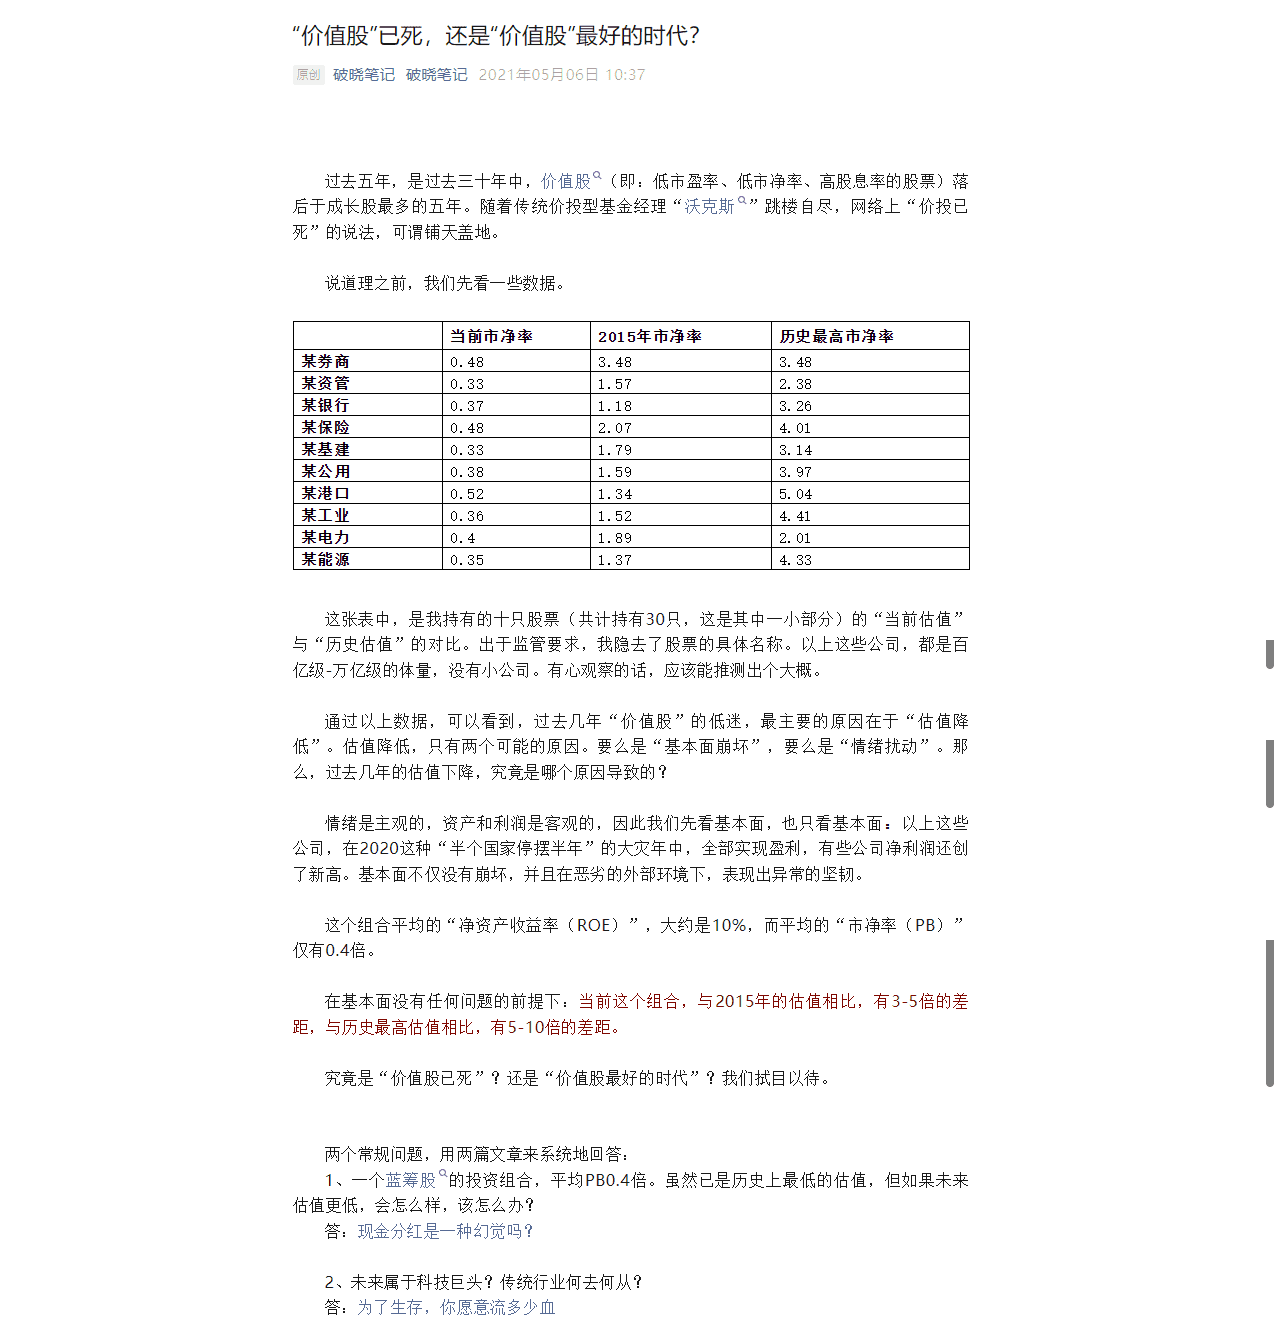 “价值股”已死，还是“价值股”最好的时代？
原创 破晓笔记 破晓笔记 2021年05月06日 10:37
过去五年，是过去三十年中，价值股（即：低市盈率、低市净率、高股息率的股票）落
后于成长股最多的五年。随着传统价投型基金经理“沃克斯”跳楼自尽，网络上“价投已
死”的说法，可谓铺天盖地。
说道理之前，我们先看一些数据。
当前市净率 2015年市净率 历史最高市净率
某券商 0.48 3.48 3.48
某资管 0.33 1.57 2.38
某银行 0.37 1.18 3.26
某保险 0.48 2.07 4.01
某基建 0.33 1.79 3.14
某公用 0.38 1.59 3.97
某港口 0.52 1.34 5.04
某工业 0.36 1.52 4.41
某电力 0.4 1.89 2.01
某能源 0.35 1.37 4.33
这张表中，是我持有的十只股票（共计持有30只，这是其中一小部分）的“当前估值”
与“历史估值”的对比。出于监管要求，我隐去了股票的具体名称。以上这些公司，都是百
亿级-万亿级的体量，没有小公司。有心观察的话，应该能推测出个大概。
通过以上数据，可以看到，过去几年“价值股”的低迷，最主要的原因在于“估值降
低”。估值降低，只有两个可能的原因。要么是“基本面崩坏”，要么是“情绪扰动”。那
么，过去几年的估值下降，究竟是哪个原因导致的？
情绪是主观的，资产和利润是客观的，因此我们先看基本面，也只看基本面：以上这些
公司，在2020这种“半个国家停摆半年”的大灾年中，全部实现盈利，有些公司净利润还创
了新高。基本面不仅没有崩坏，并且在恶劣的外部环境下，表现出异常的坚韧。
这个组合平均的“净资产收益率（ROE）”，大约是10%，而平均的“市净率（PB）”
仅有0.4倍。
在基本面没有任何问题的前提下：当前这个组合，与2015年的估值相比，有3-5倍的差
距，与历史最高估值相比，有5-10倍的差距。
究竟是“价值股已死”？还是“价值股最好的时代”？我们拭目以待。
两个常规问题，用两篇文章来系统地回答：
1、一个蓝筹股的投资组合，平均PB0.4倍。虽然已是历史上最低的估值，但如果未来
估值更低，会怎么样，该怎么办？
答：现金分红是一种幻觉吗？
2、未来属于科技巨头？传统行业何去何从？
答：为了生存，你愿意流多少血